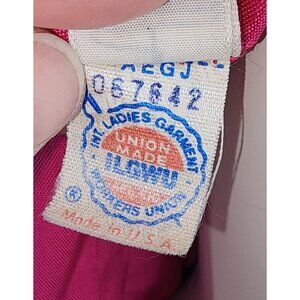 067642
INT. LADIES GARMENT
UNION
MADE
ILGWU
WORKERS UNION
®
Made in U.S.A.